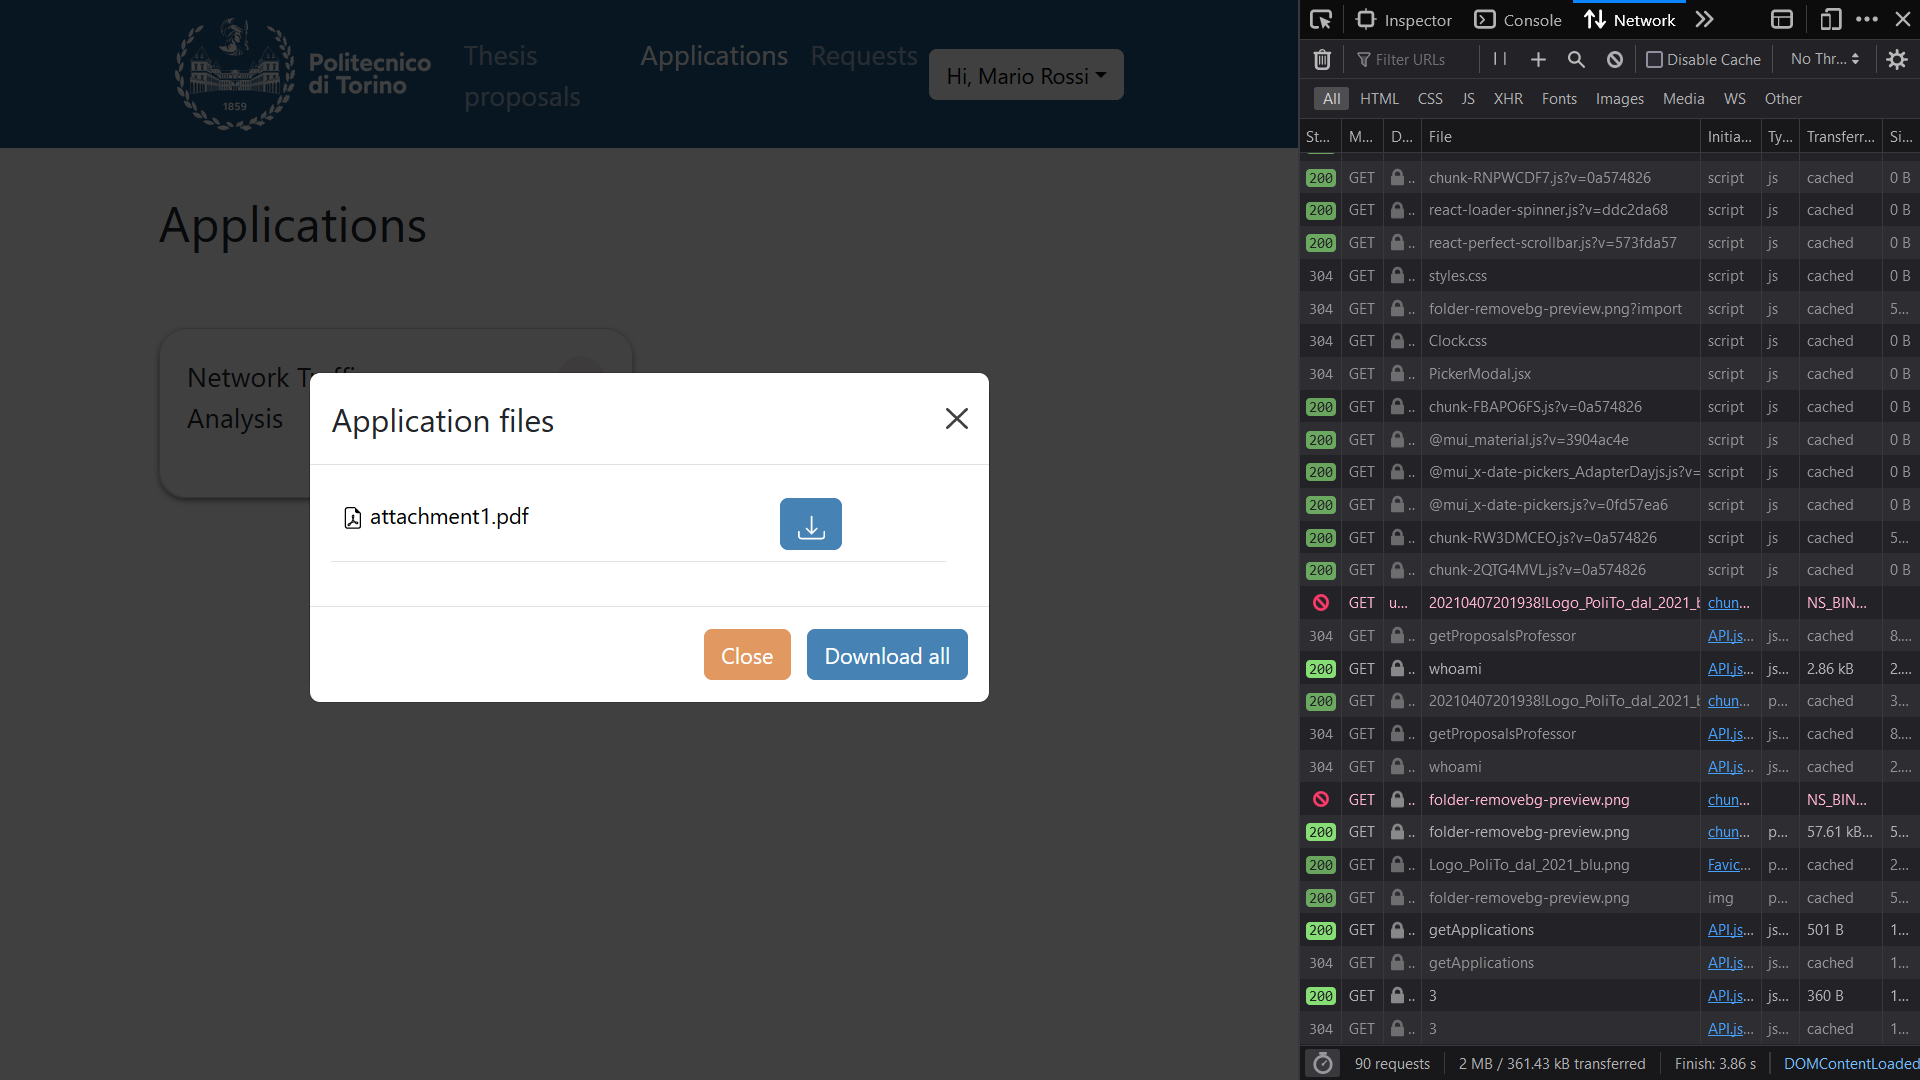 Politecnico
di Torino
1859
Thesis
proposals
Applications
Requests
Hi, Mario Rossi
Applications
Network
Analysis
Application files
attachment1.pdf
Close
Download all
Inspector
Console
Network
Filter URLs
Disable Cache
No Thr...
All HTML CSS JS XHR Fonts Images Media WS Other
St... M... D... File Initia... Ty... Transferr... Si...
200 GET .. chunk-RNPWCDF7.js?v=0a574826 script js cached 0 B
200 GET .. react-loader-spinner.js?v=ddc2da68 script js cached 0 B
200 GET .. react-perfect-scrollbar.js?v=573fda57 script js cached 0 B
304 GET .. styles.css script js cached 0 B
304 GET .. folder-removebg-preview.png?import script js cached 5...
304 GET .. Clock.css script js cached 0 B
304 GET .. PickerModal.jsx script js cached 0 B
200 GET .. chunk-FBAPO6FS.js?v=0a574826 script js cached 0 B
200 GET .. @mui_material.js?v=3904ac4e script js cached 0 B
200 GET .. @mui_x-date-pickers_AdapterDayjs.js?v= script js cached 0 B
200 GET .. @mui_x-date-pickers.js?v=0fd57ea6 script js cached 0 B
200 GET .. chunk-RW3DMCEO.js?v=0a574826 script js cached 5...
200 GET .. chunk-2QTG4MVL.js?v=0a574826 script js cached 0 B
GET u... 20210407201938!Logo_PoliTo_dal_2021_b chun... NS_BIN...
304 GET .. getProposalsProfessor API.js... js... cached 8....
200 GET .. whoami API.js... js... 2.86 kB 2....
200 GET .. 20210407201938!Logo_PoliTo_dal_2021_b chun... p... cached 3...
304 GET .. getProposalsProfessor API.js... js... cached 8....
304 GET .. whoami API.js... js... cached 2....
GET .. folder-removebg-preview.png chun... NS_BIN...
200 GET .. folder-removebg-preview.png chun... p... 57.61 kB... 5...
200 GET .. Logo_PoliTo_dal_2021_blu.png Favic... p... cached 2...
200 GET .. folder-removebg-preview.png img p... cached 5...
200 GET .. getApplications API.js... js... 501 B 1...
304 GET .. getApplications API.js... js... cached 1...
200 GET .. 3 API.js... js... 360 B 1...
304 GET .. 3 API.js... js... cached 1...
90 requests 2 MB / 361.43 kB transferred Finish: 3.86 s DOMContentLoaded